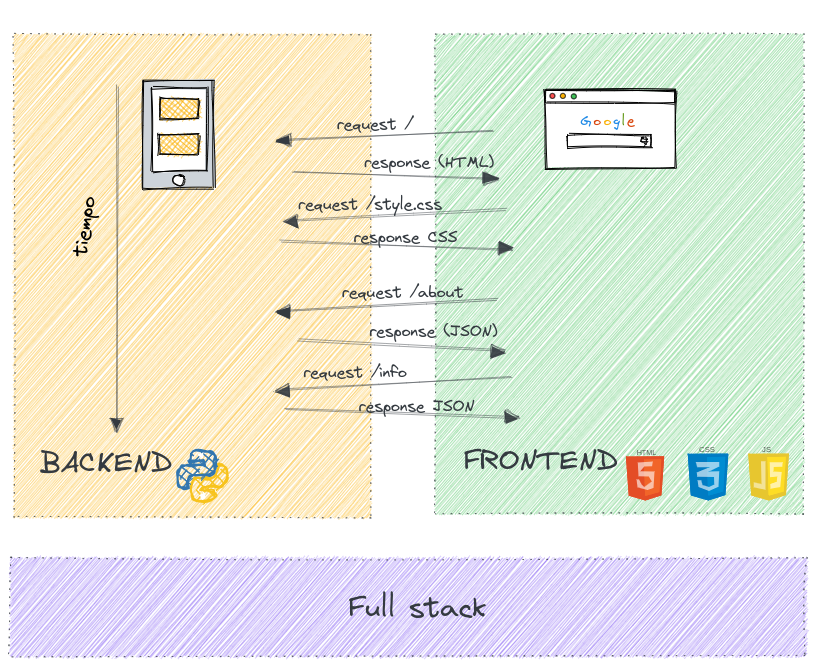 Google
request /
response (HTML)
request /style.css
response CSS
tiempo
request /about
response (JSON)
request /info
response JSON
BACKEND
FRONTEND
HTML
5
CSS
3
JS
JS
Full stack